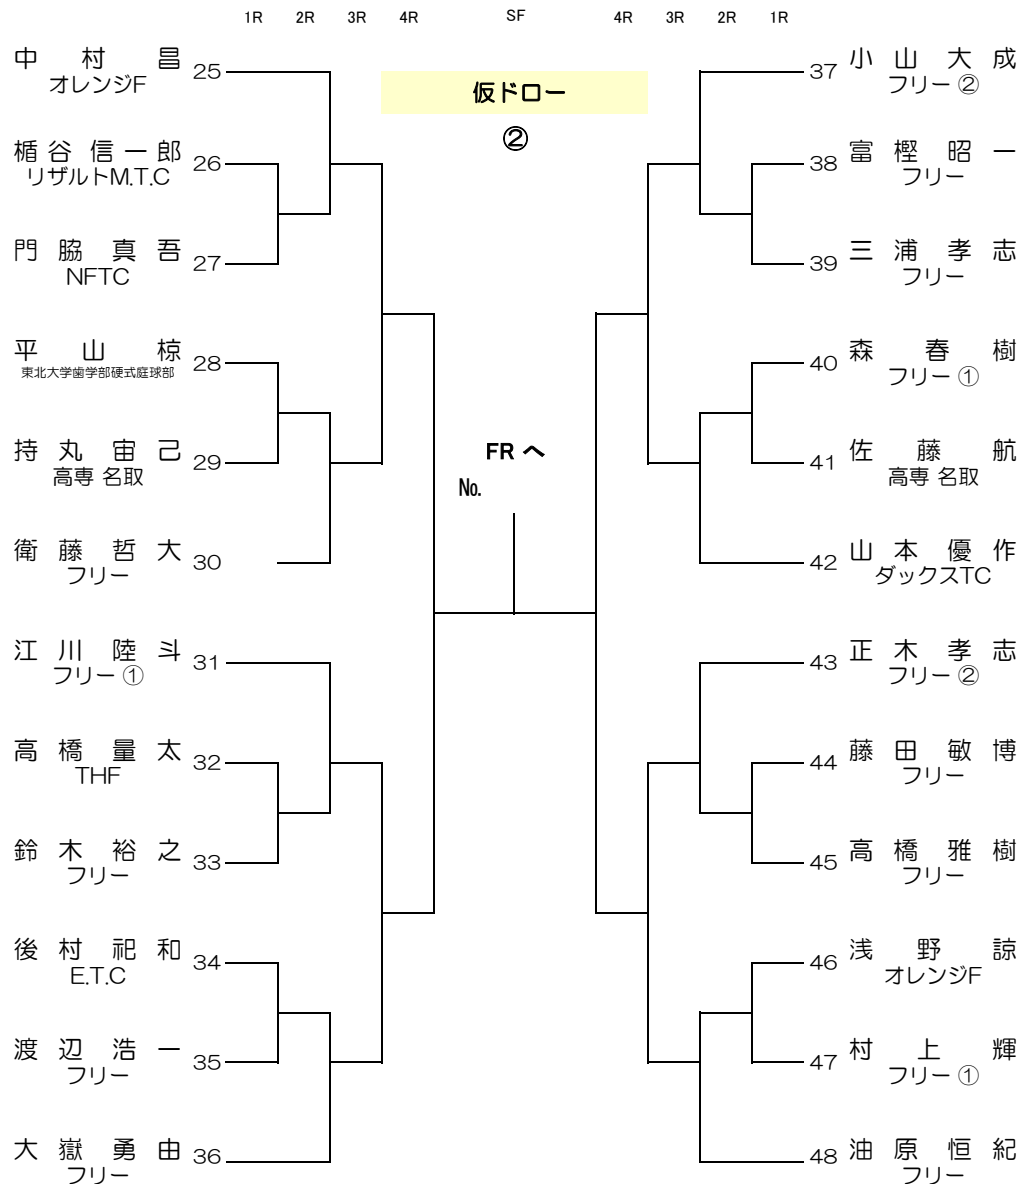 1R 2R 3R 4R SF 4R 3R 2R 1R
仮ドロー
②
中村 昌 25
オレンジF
楯谷信一郎 26
リザルトM.T.C
門脇真吾 27
NFTC
平山 椋 28
東北大学歯学部硬式庭球部
持丸宙己 29
高専 名取
衛藤哲大 30
フリー
江川陸斗 31
フリー ①
高橋量太 32
THF
鈴木裕之 33
フリー
後村祀和 34
E.T.C
渡辺浩一 35
フリー
大嶽勇由 36
フリー
FR へ
№
37 小山大成
フリー ②
38 富樫昭一
フリー
39 三浦孝志
フリー
40 森 春樹
フリー ①
41 佐藤 航
高専 名取
42 山本優作
ダックスTC
43 正木孝志
フリー ②
44 藤田敏博
フリー
45 高橋雅樹
フリー
46 浅野 諒
オレンジF
47 村上 輝
フリー ①
48 油原恒紀
フリー